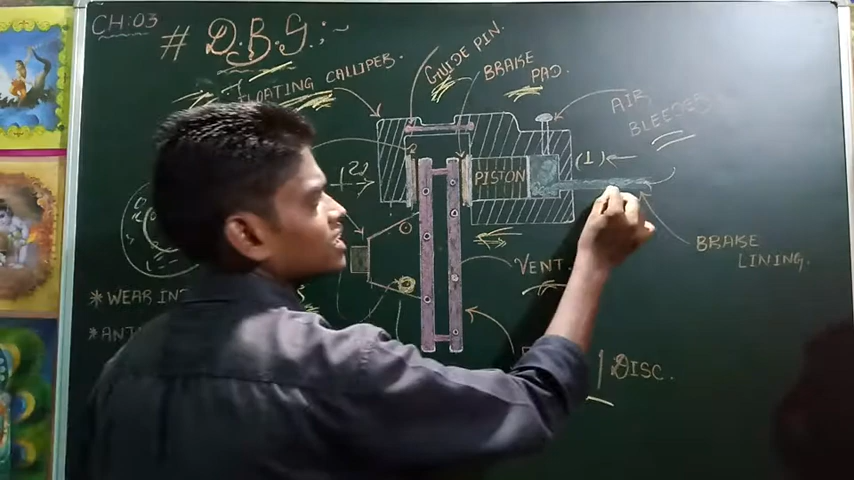 CH:03
# D.B.S ;~
FLOATING CALLIPER.
GUIDE PIN.
BRAKE PAD.
AIR BLEEDER
(1)
(2)
PISTON
BRAKE LINING.
VENT.
* WEAR IN
* ANT
DISC.